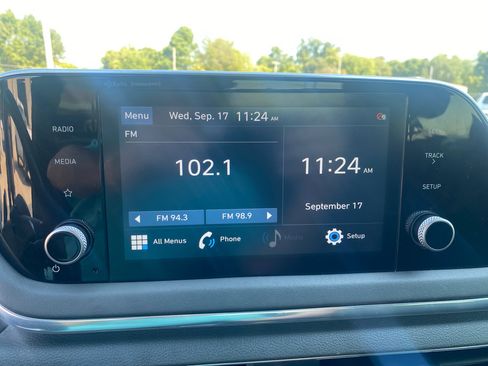 Menu Wed, Sep. 17 11:24 AM
FM
102.1
11:24 AM
September 17
FM 94.3 FM 98.9
All Menus Phone Media Setup
RADIO
MEDIA
TRACK
SETUP